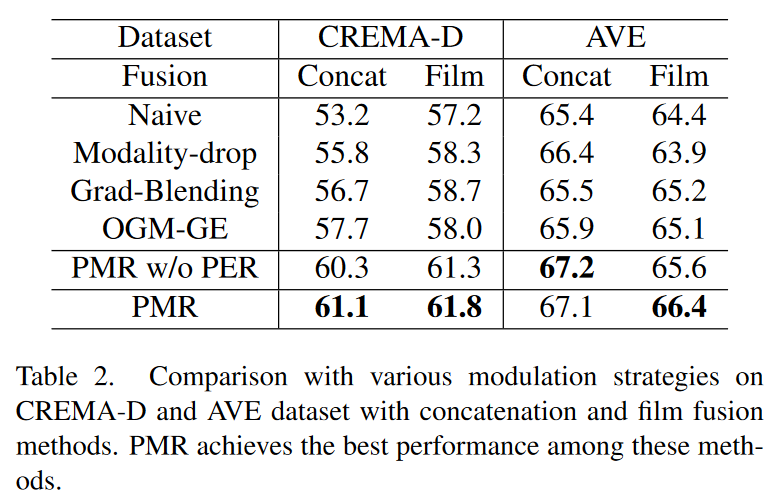 Dataset CREMA-D AVE
Fusion Concat Film Concat Film
Naive 53.2 57.2 65.4 64.4
Modality-drop 55.8 58.3 66.4 63.9
Grad-Blending 56.7 58.7 65.5 65.2
OGM-GE 57.7 58.0 65.9 65.1
PMR w/o PER 60.3 61.3 67.2 65.6
PMR 61.1 61.8 67.1 66.4
Table 2. Comparison with various modulation strategies on
CREMA-D and AVE dataset with concatenation and film fusion
methods. PMR achieves the best performance among these meth-
ods.